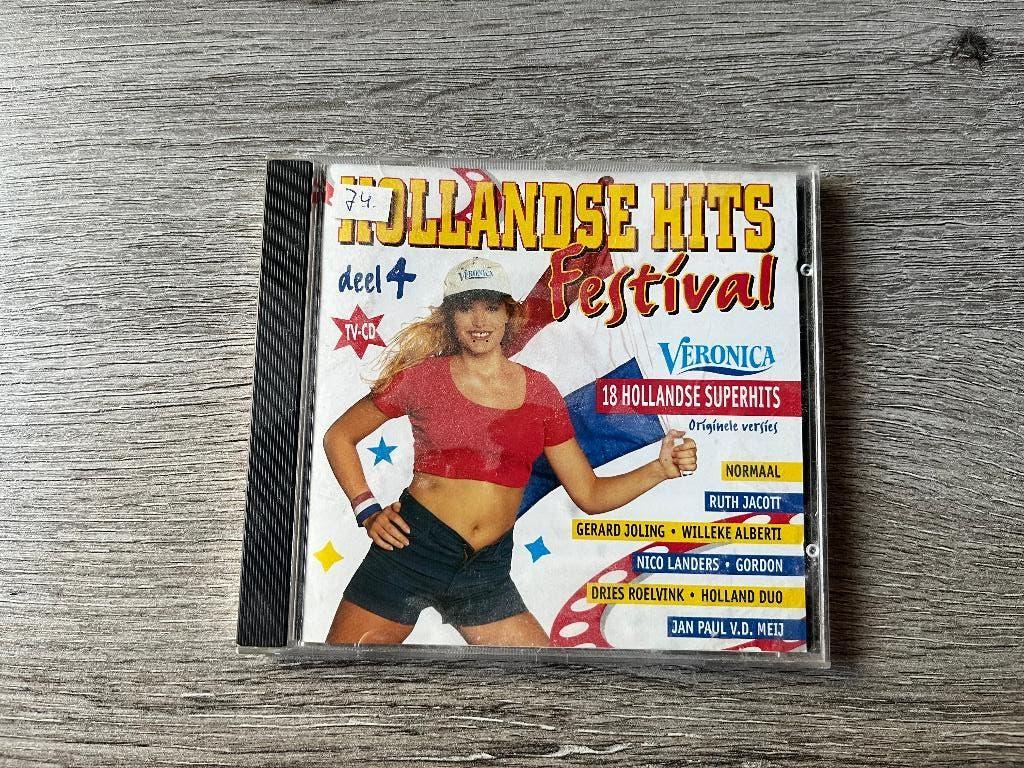 HOLLANDSE HITS
74.
deel 4
Festival
VERONICA
TV-CD
VERONICA
18 HOLLANDSE SUPERHITS
Originele versies
NORMAAL
RUTH JACOTT
GERARD JOLING • WILLEKE ALBERTI
NICO LANDERS • GORDON
DRIES ROELVINK • HOLLAND DUO
JAN PAUL V.D. MEIJ